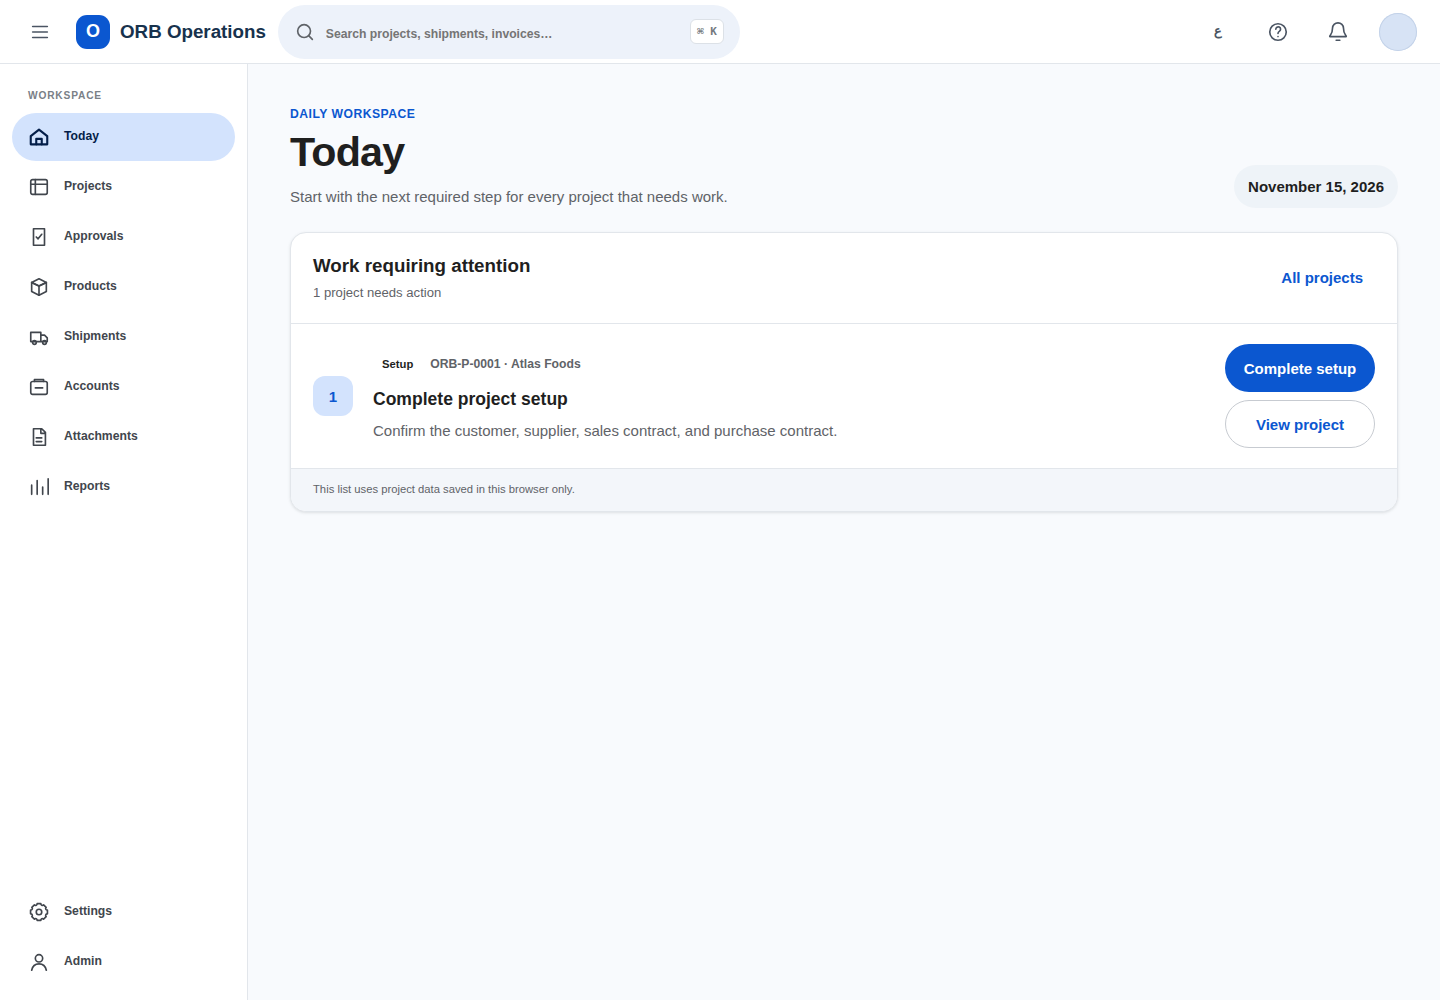 O ORB Operations
Search projects, shipments, invoices…
⌘ K
ع
WORKSPACE
Today
Projects
Approvals
Products
Shipments
Accounts
Attachments
Reports
Settings
Admin
DAILY WORKSPACE
Today
Start with the next required step for every project that needs work.
November 15, 2026
Work requiring attention
1 project needs action
All projects
1
Setup ORB-P-0001 · Atlas Foods
Complete project setup
Confirm the customer, supplier, sales contract, and purchase contract.
Complete setup
View project
This list uses project data saved in this browser only.